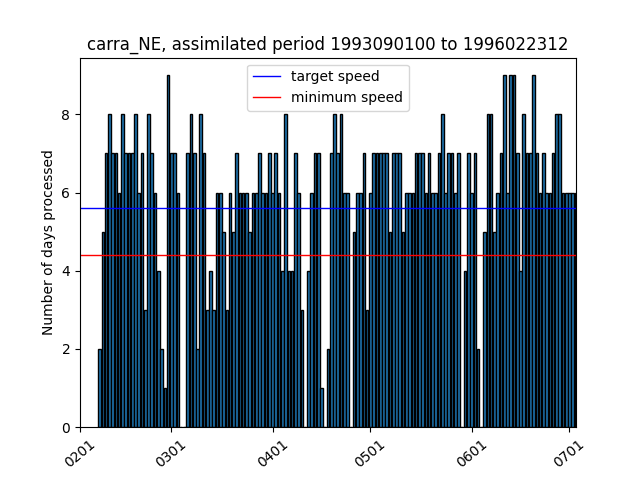 carra_NE, assimilated period 1993090100 to 1996022312
target speed
minimum speed
Number of days processed
8
6
4
2
0
0201
0301
0401
0501
0601
0701